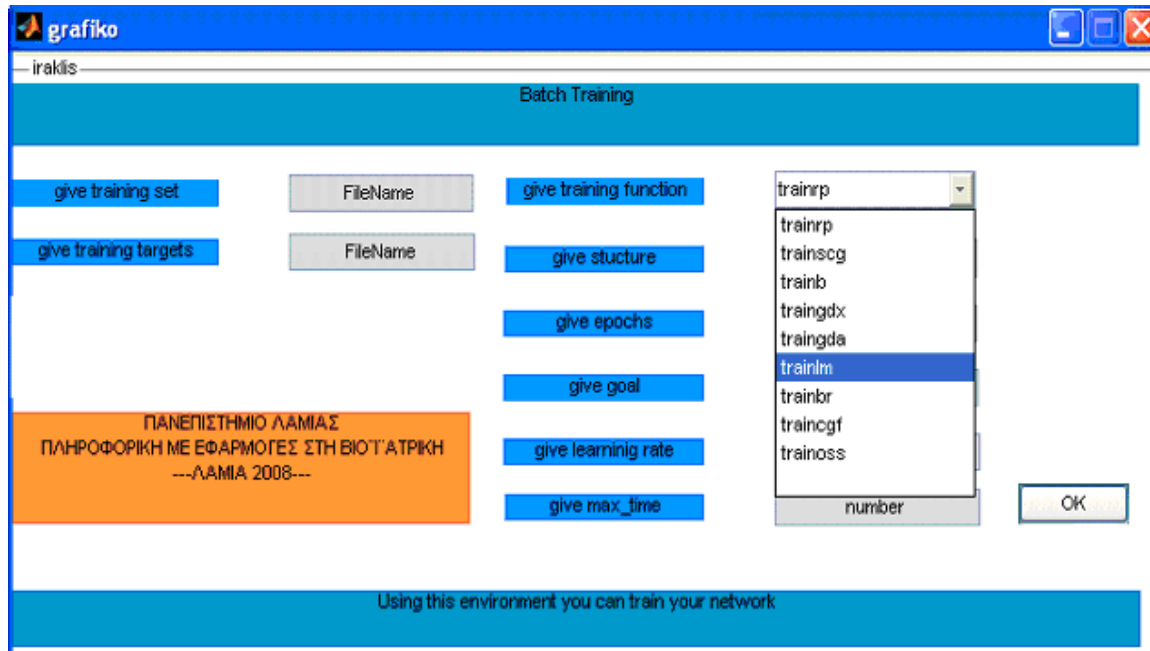 grafiko
iraklis
Batch Training
give training set
FileName
give training function
trainrp
give training targets
FileName
give stucture
give epochs
give goal
give learninig rate
give max_time
trainrp
trainscg
trainb
traingdx
traingda
trainlm
trainbr
traincgf
trainoss
number
OK
ΠΑΝΕΠΙΣΤΗΜΙΟ ΛΑΜΙΑΣ
ΠΛΗΡΟΦΟΡΙΚΗ ΜΕ ΕΦΑΡΜΟΓΕΣ ΣΤΗ ΒΙΟΪΑΤΡΙΚΗ
---ΛΑΜΙΑ 2008---
Using this environment you can train your network